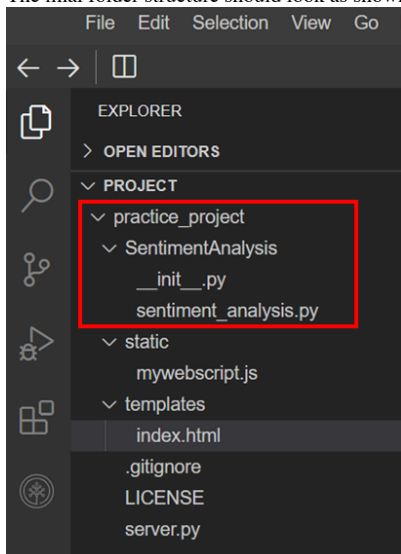 The final folder structure should look as shown
File Edit Selection View Go
EXPLORER
OPEN EDITORS
PROJECT
practice_project
SentimentAnalysis
__init__.py
sentiment_analysis.py
static
mywebscript.js
templates
index.html
.gitignore
LICENSE
server.py